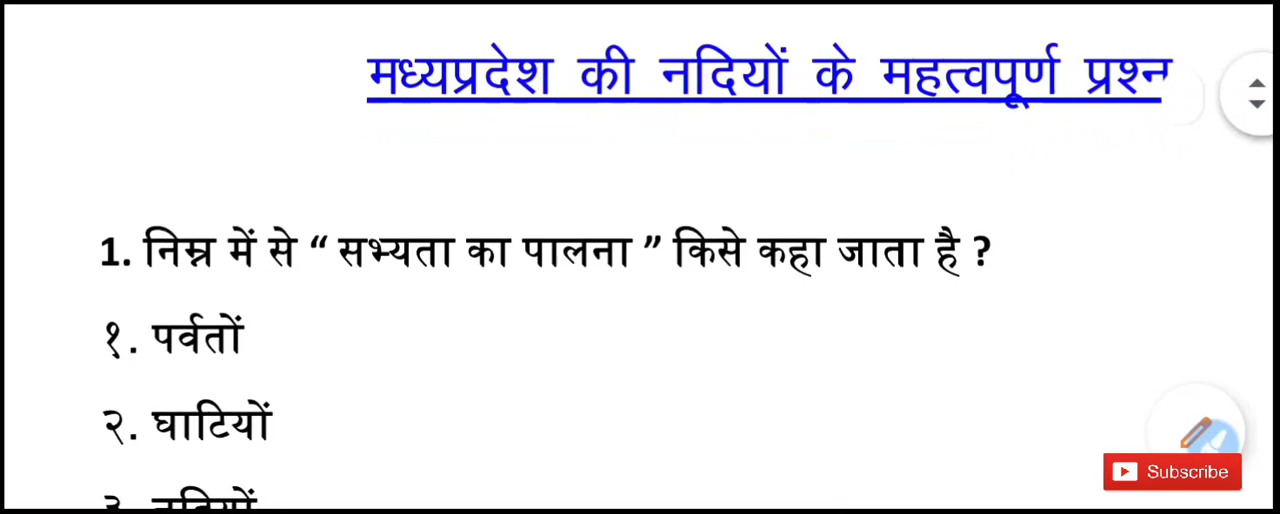 मध्यप्रदेश की नदियों के महत्वपूर्ण प्रश्न
1. निम्न में से “ सभ्यता का पालना ” किसे कहा जाता है ?
१. पर्वतों
२. घाटियों
Subscribe